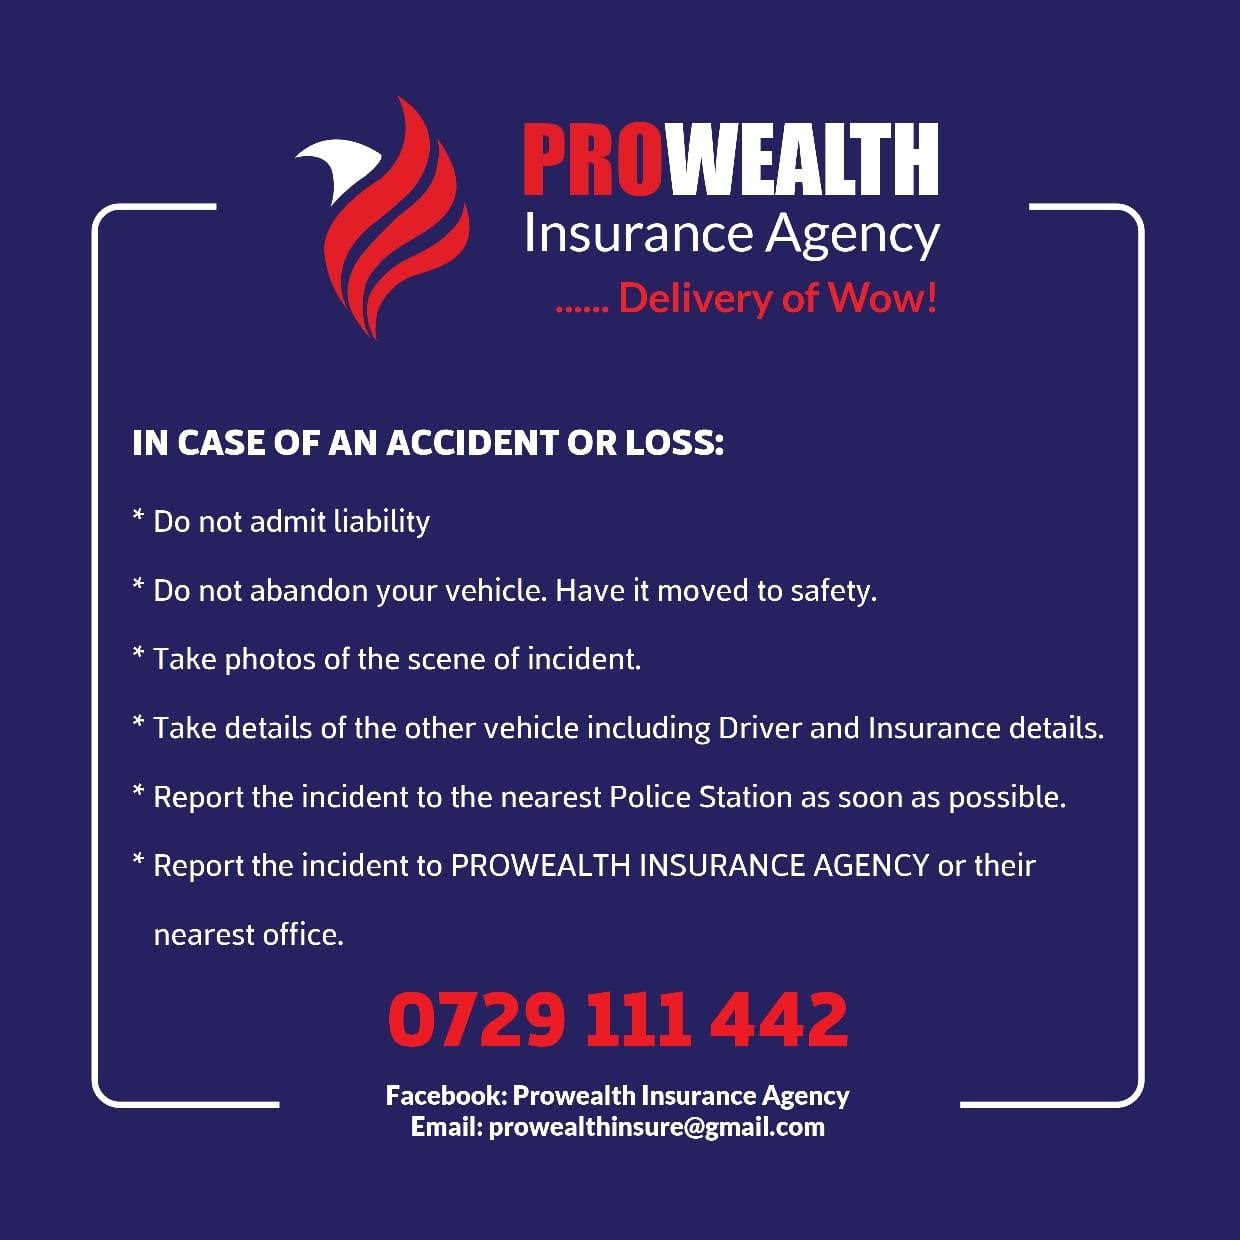 PROWEALTH
Insurance Agency
...... Delivery of Wow!
IN CASE OF AN ACCIDENT OR LOSS:
* Do not admit liability
* Do not abandon your vehicle. Have it moved to safety.
* Take photos of the scene of incident.
* Take details of the other vehicle including Driver and Insurance details.
* Report the incident to the nearest Police Station as soon as possible.
* Report the incident to PROWEALTH INSURANCE AGENCY or their
nearest office.
0729 111 442
Facebook: Prowealth Insurance Agency
Email: prowealthinsure@gmail.com